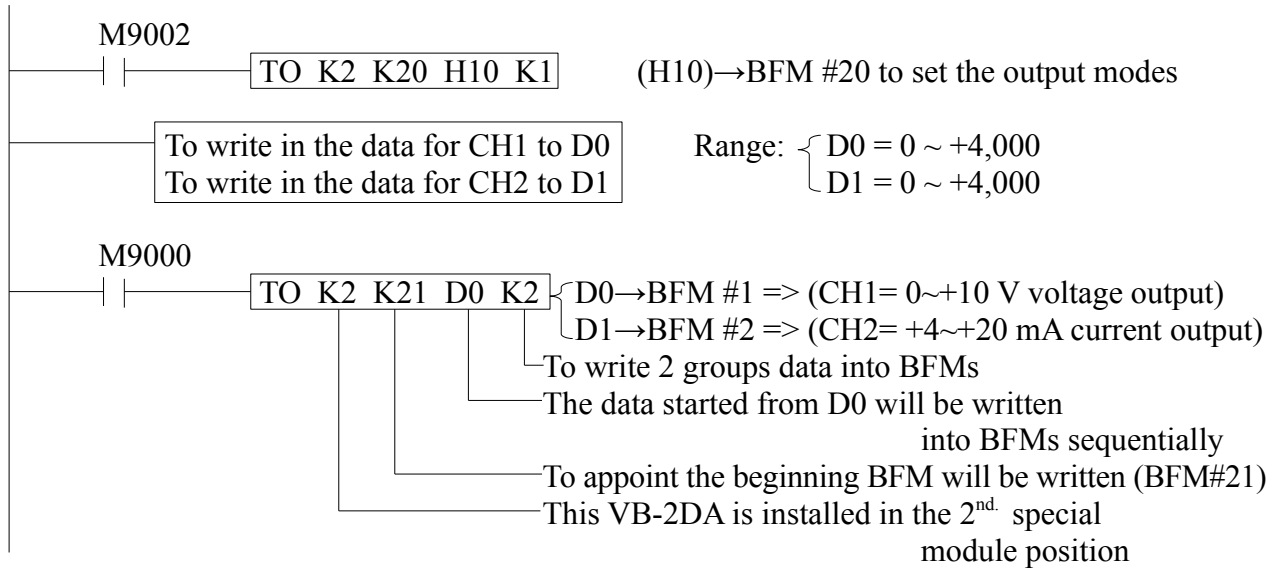 M9002
TO K2 K20 H10 K1 (H10)→BFM #20 to set the output modes
To write in the data for CH1 to D0 Range: D0 = 0 ~ +4,000
To write in the data for CH2 to D1 D1 = 0 ~ +4,000
M9000
TO K2 K21 D0 K2 D0→BFM #1 => (CH1= 0~+10 V voltage output)
D1→BFM #2 => (CH2= +4~+20 mA current output)
To write 2 groups data into BFMs
The data started from D0 will be written
into BFMs sequentially
To appoint the beginning BFM will be written (BFM#21)
This VB-2DA is installed in the 2nd. special
module position